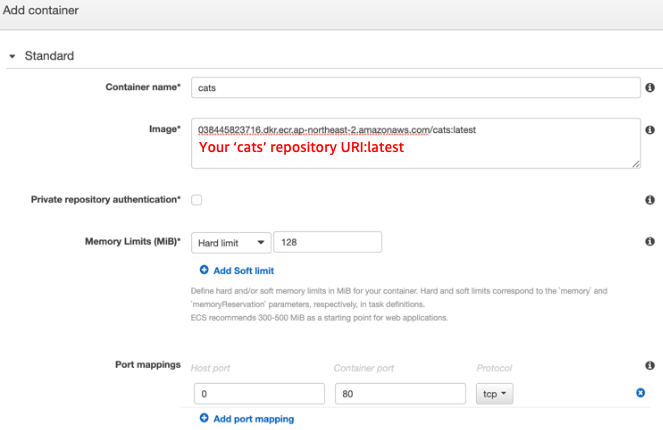 Add container
Standard
Container name*
cats
Image*
038445823716.dkr.ecr.ap-northeast-2.amazonaws.com/cats:latest
Your ‘cats’ repository URI:latest
Private repository authentication*
Memory Limits (MiB)*
Hard limit
128
Add Soft limit
Define hard and/or soft memory limits in MiB for your container. Hard and soft limits correspond to the `memory` and
`memoryReservation` parameters, respectively, in task definitions.
ECS recommends 300-500 MiB as a starting point for web applications.
Port mappings
Host port
Container port
Protocol
0
80
tcp
Add port mapping